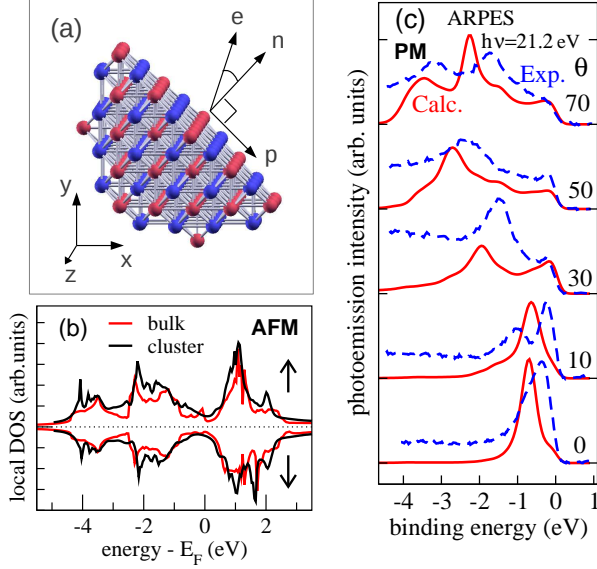 (a)
e
n
p
y
x
z
(b)
bulk
cluster
AFM
local DOS (arb.units)
-4 -2 0 2
energy - E_F (eV)
(c)
ARPES
PM
hν=21.2 eV
θ
Exp.
Calc.
70
50
30
10
0
photoemission intensity (arb. units)
-4 -3 -2 -1 0 1
binding energy (eV)